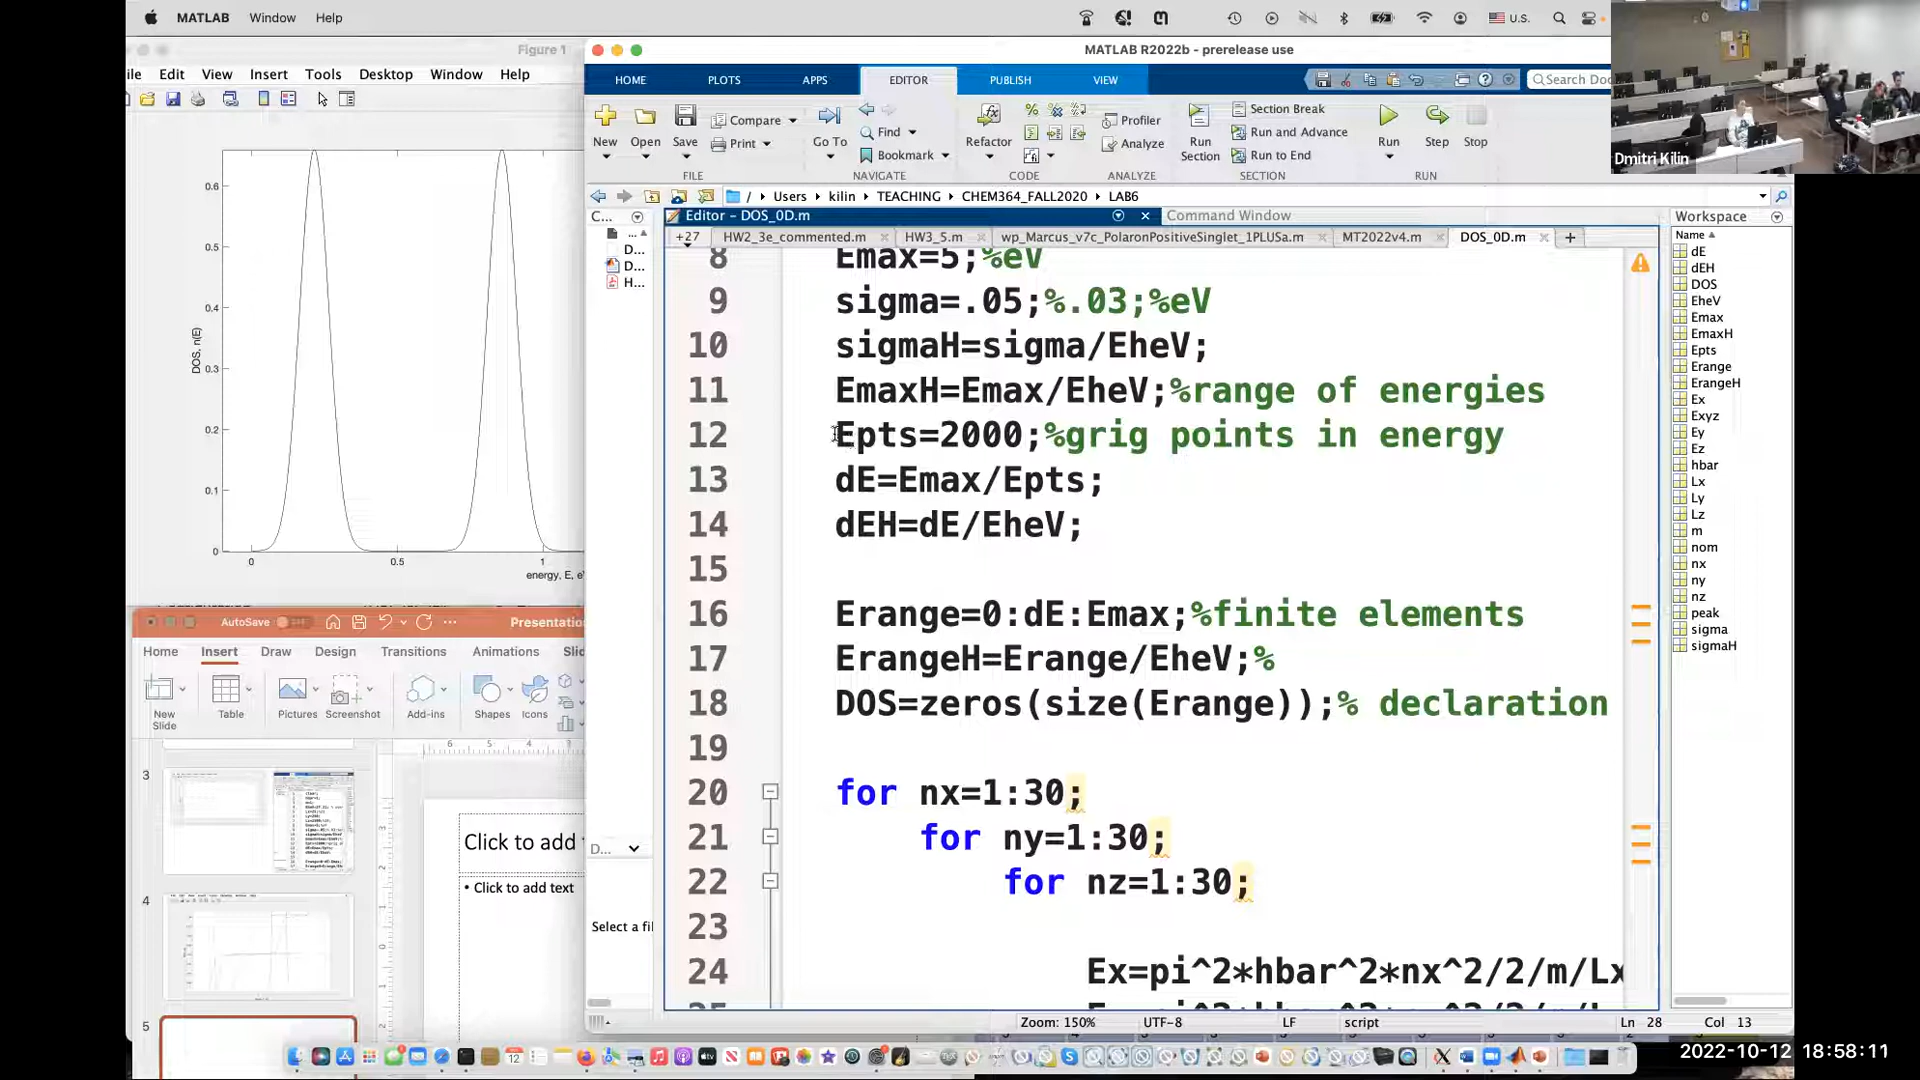 MATLAB Window Help
U.S.
Figure 1
MATLAB R2022b - prerelease use
ile Edit View Insert Tools Desktop Window Help
HOME PLOTS APPS EDITOR PUBLISH VIEW
Search Doc
New Open Save Compare Print
Go To Find Bookmark
Refactor
Profiler
Analyze
Run Section
Section Break
Run and Advance
Run to End
Run Step Stop
FILE NAVIGATE CODE ANALYZE SECTION RUN
Dmitri Kilin
/ Users kilin TEACHING CHEM364_FALL2020 LAB6
C...
Editor - DOS_0D.m
Command Window
Workspace
+27 HW2_3e_commented.m HW3_5.m wp_Marcus_v7c_PolaronPositiveSinglet_1PLUSa.m MT2022v4.m DOS_0D.m
Name
...
D...
D...
H...
8 Emax=5;%eV
9 sigma=.05;%.03;%eV
10 sigmaH=sigma/EheV;
11 EmaxH=Emax/EheV;%range of energies
12 Epts=2000;%grig points in energy
13 dE=Emax/Epts;
14 dEH=dE/EheV;
15
16 Erange=0:dE:Emax;%finite elements
17 ErangeH=Erange/EheV;%
18 DOS=zeros(size(Erange));% declaration
19
20 for nx=1:30;
21 for ny=1:30;
22 for nz=1:30;
23
24 Ex=pi^2*hbar^2*nx^2/2/m/Lx
dE
dEH
DOS
EheV
Emax
EmaxH
Epts
Erange
ErangeH
Ex
Exyz
Ey
Ez
hbar
Lx
Ly
Lz
m
nom
nx
ny
nz
peak
sigma
sigmaH
0.6
0.5
0.4
0.3
0.2
0.1
0
DOS, n(E)
0 0.5 1
energy, E, e
AutoSave
Presentation
Home Insert Draw Design Transitions Animations Slid
New Slide
Table
Pictures
Screenshot
Add-ins
Shapes
Icons
3
4
5
Click to add
• Click to add text
D...
Select a fil
Zoom: 150% UTF-8 LF script Ln 28 Col 13
2022-10-12 18:58:11